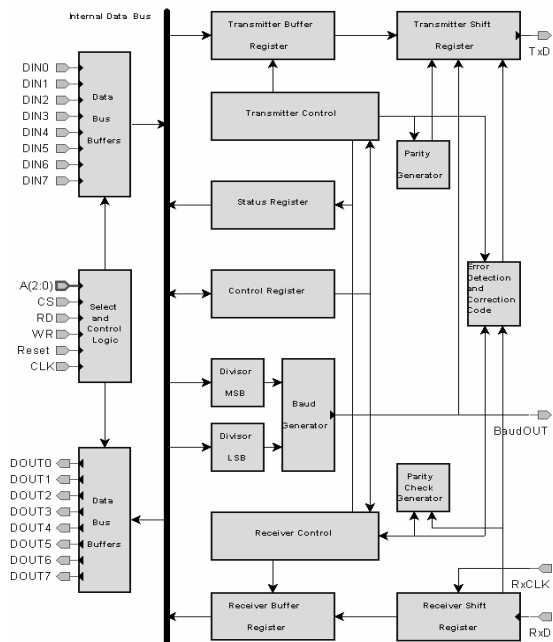 Internal Data Bus
Transmitter Buffer
Register
Transmitter Shift
Register
TxD
DIN0
DIN1
DIN2
DIN3
DIN4
DIN5
DIN6
DIN7
Data
Bus
Buffers
Transmitter Control
Parity
Generator
Status Register
A(2:0)
CS
RD
WR
Reset
CLK
Select
and
Control
Logic
Control Register
Error
Detection
and
Correction
Code
Divisor
MSB
Divisor
LSB
Baud
Generator
BaudOUT
DOUT0
DOUT1
DOUT2
DOUT3
DOUT4
DOUT5
DOUT6
DOUT7
Data
Bus
Buffers
Parity
Check
Generator
Receiver Control
RxCLK
Receiver Buffer
Register
Receiver Shift
Register
RxD